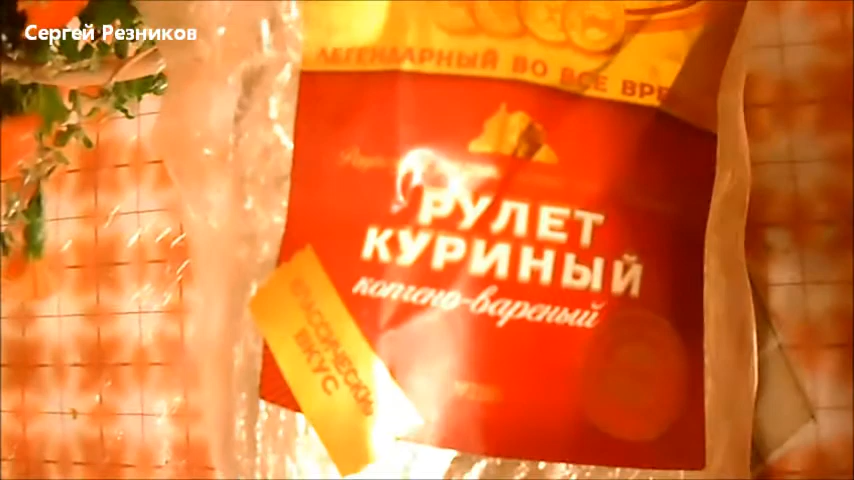 Сергей Резников
ЛЕГЕНДАРНЫЙ ВО ВСЕ ВРЕ
РУЛЕТ
КУРИНЫЙ
копчено-вареный
КЛАССИЧЕСКИЙ
ВКУС